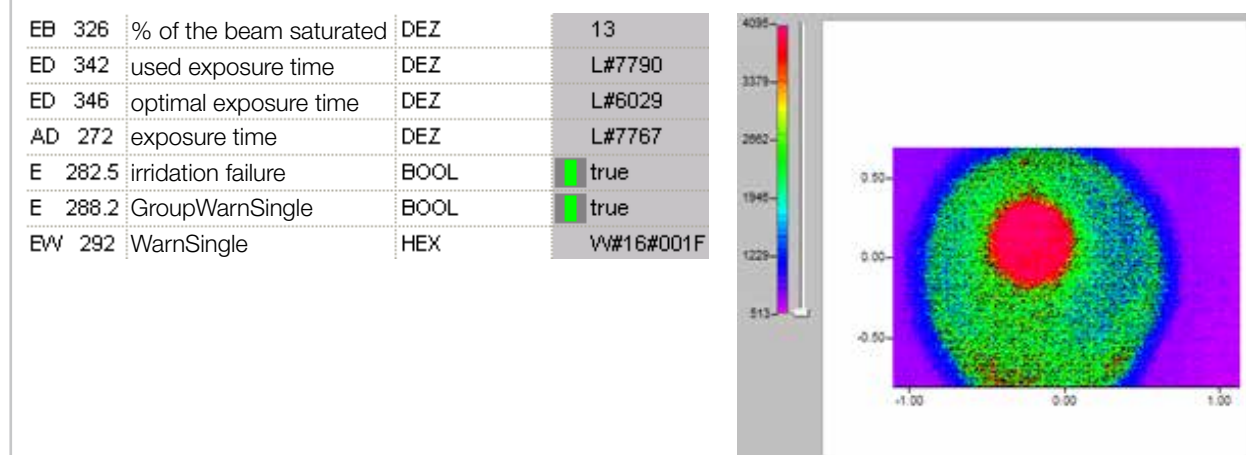 EB 326 % of the beam saturated DEZ 13
ED 342 used exposure time DEZ L#7790
ED 346 optimal exposure time DEZ L#6029
AD 272 exposure time DEZ L#7767
E 282.5 irridation failure BOOL true
E 288.2 GroupWarnSingle BOOL true
EW 292 WarnSingle HEX W#16#001F
4095
3379
2662
1946
1229
513
0.50
0.00
-0.50
-1.00 0.00 1.00